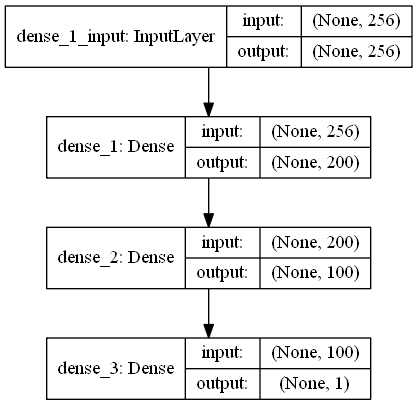 dense_1_input: InputLayer
input: (None, 256)
output: (None, 256)
dense_1: Dense
input: (None, 256)
output: (None, 200)
dense_2: Dense
input: (None, 200)
output: (None, 100)
dense_3: Dense
input: (None, 100)
output: (None, 1)